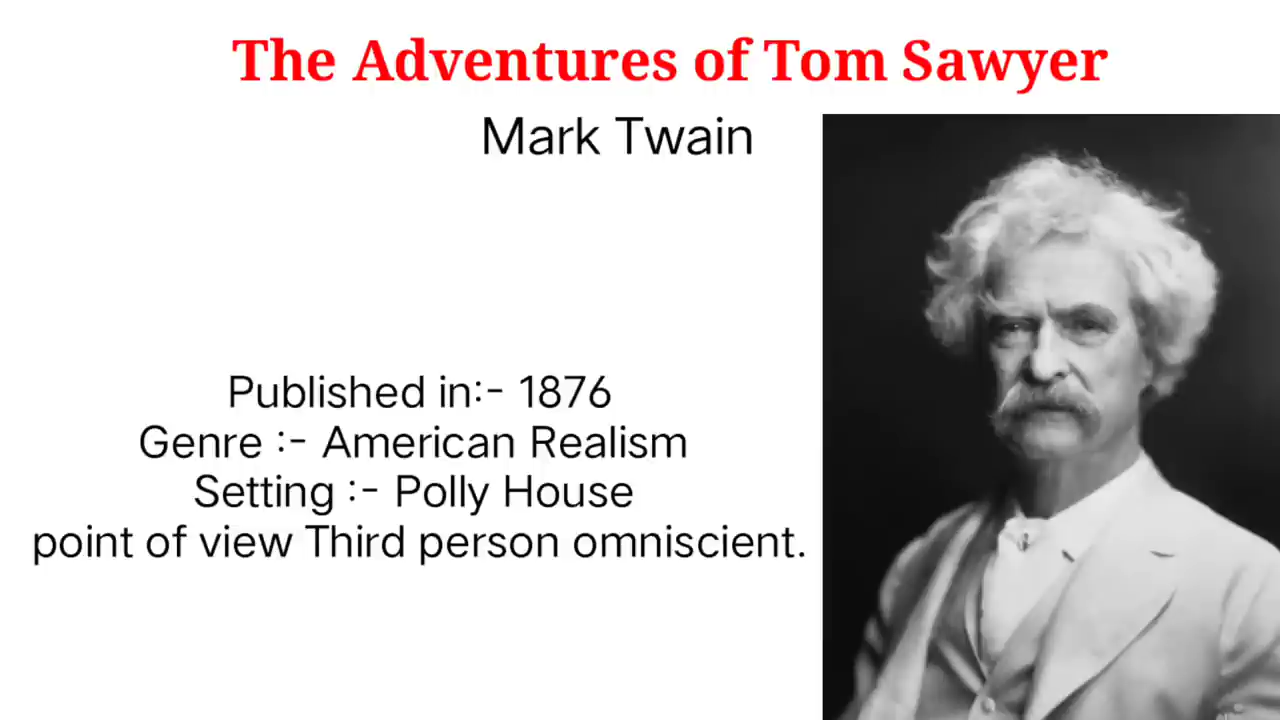 The Adventures of Tom Sawyer
Mark Twain
Published in:- 1876
Genre :- American Realism
Setting :- Polly House
point of view Third person omniscient.